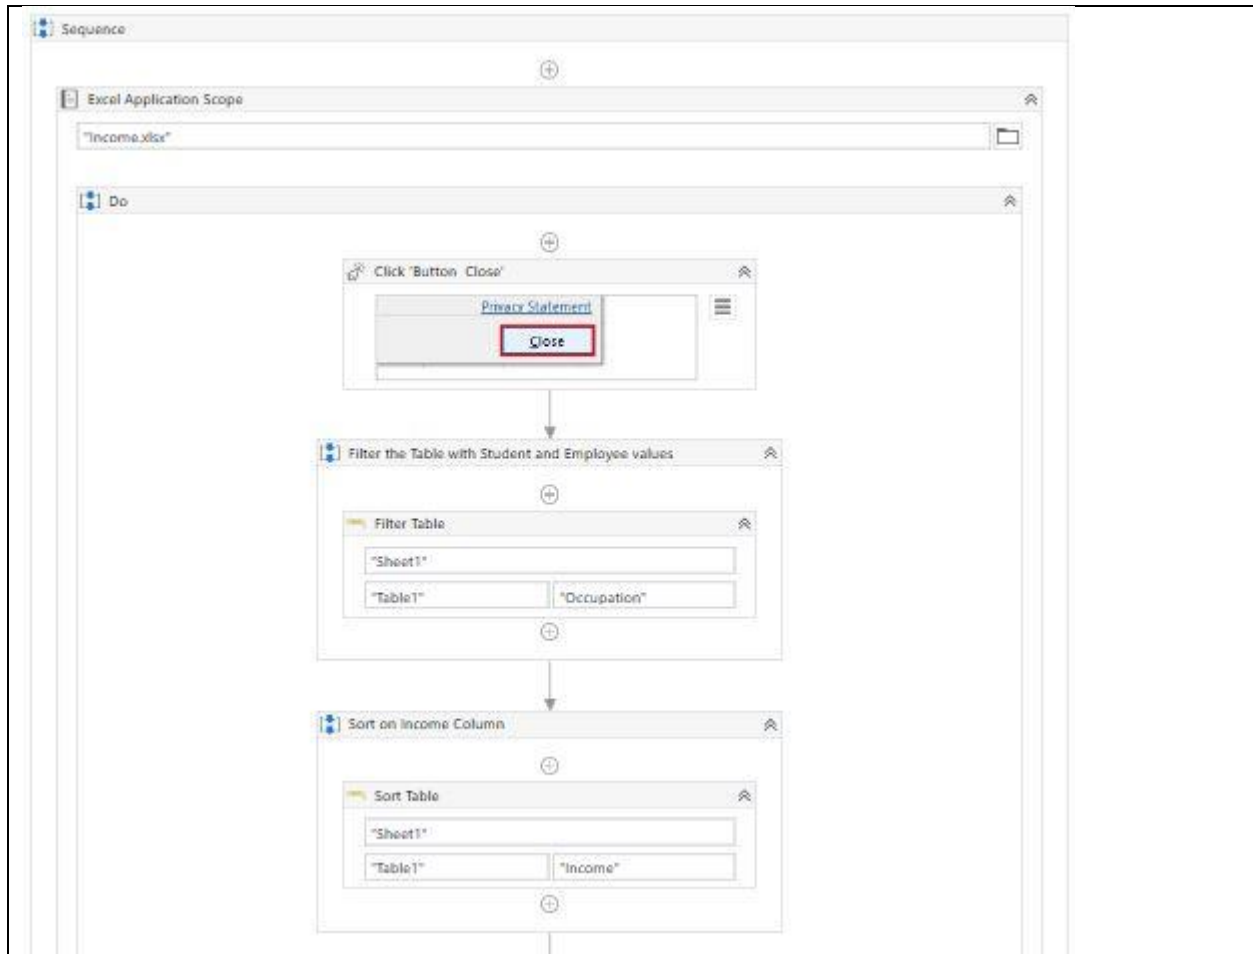 Sequence
Excel Application Scope
"Income.xlsx"
Do
Click 'Button Close'
Privacy Statement
Close
Filter the Table with Student and Employee values
Filter Table
"Sheet1"
"Table1" "Occupation"
Sort on Income Column
Sort Table
"Sheet1"
"Table1" "Income"